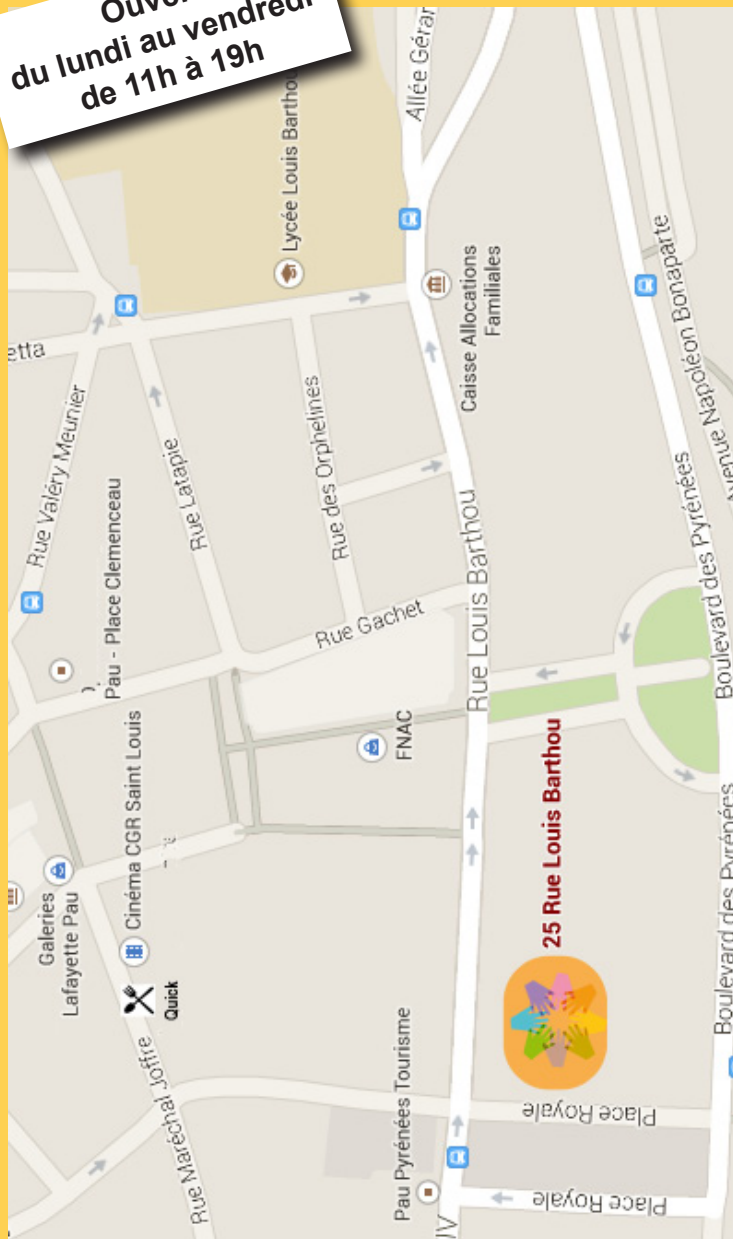 Ouvert
du lundi au vendredi
de 11h à 19h
Allée Géra
Lycée Louis Barthou
etta
Rue Valéry Meunier
Rue Latapie
Rue des Orphelines
Caisse Allocations
Familiales
Avenue Napoléon Bonaparte
Pau - Place Clemenceau
Rue Gachet
Rue Louis Barthou
Boulevard des Pyrénées
FNAC
Cinéma CGR Saint Louis
Galeries
Lafayette Pau
Quick
25 Rue Louis Barthou
Boulevard des Pyrénées
Rue Maréchal Joffre
Pau Pyrénées Tourisme
Place Royale
Place Royale
IV